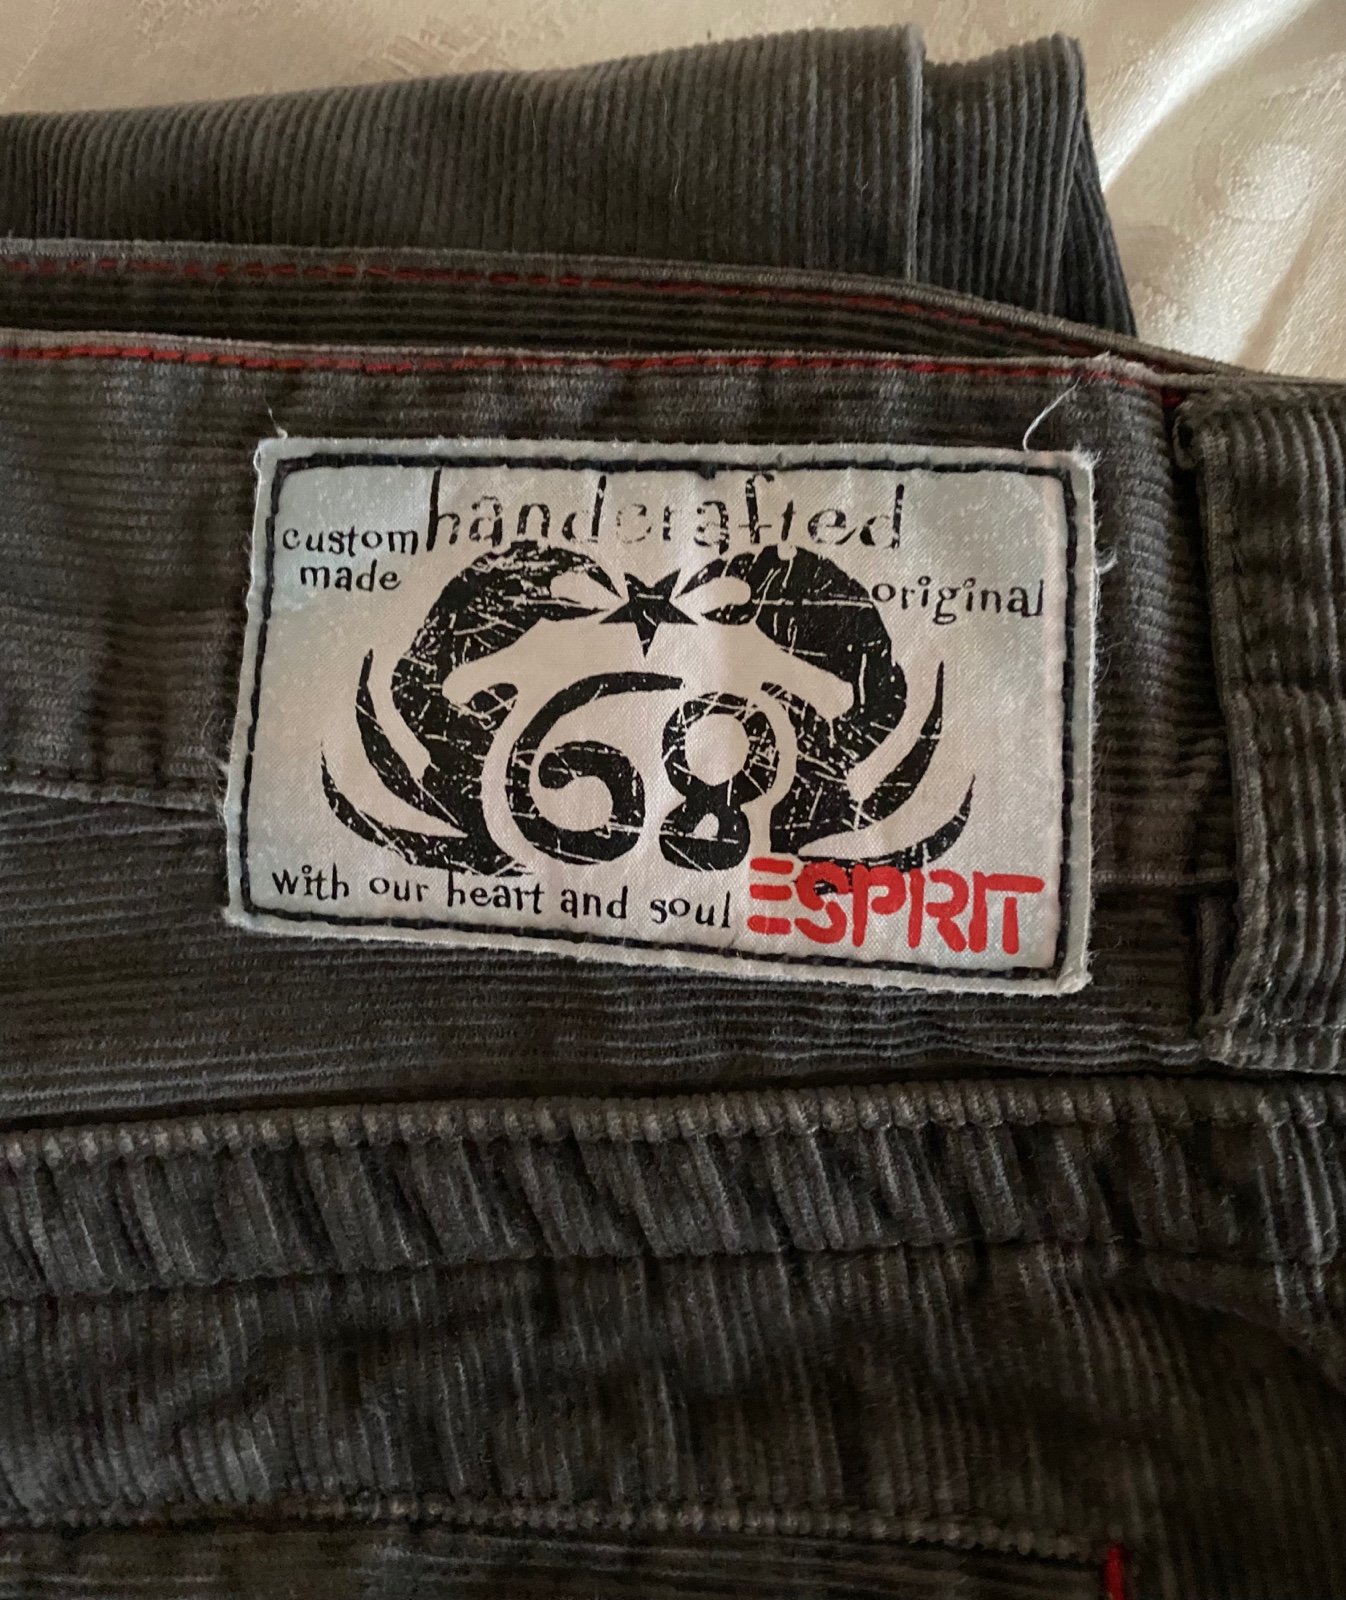 handcrafted
custom
made
original
68
with our heart and soul ESPRIT